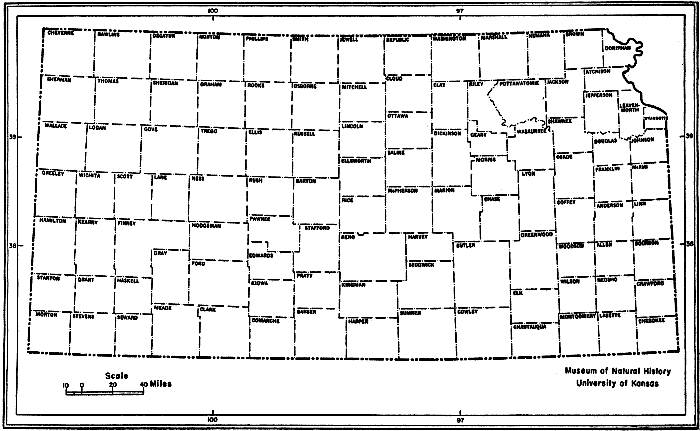 100 97
CHEYENNE RAWLINS DECATUR NORTON PHILLIPS SMITH JEWELL REPUBLIC WASHINGTON MARSHALL NEMAHA BROWN DONIPHAN
ATCHISON
SHERMAN THOMAS SHERIDAN GRAHAM ROOKS OSBORNE MITCHELL CLOUD CLAY RILEY POTTAWATOMIE JACKSON
JEFFERSON LEAVEN-
WORTH
WYANDOTTE
OTTAWA
WALLACE LOGAN GOVE TREGO ELLIS RUSSELL LINCOLN DICKINSON GEARY WABAUNSEE SHAWNEE
39 39
DOUGLAS JOHNSON
SALINE
ELLSWORTH MORRIS OSAGE
GREELEY WICHITA SCOTT LANE NESS RUSH BARTON LYON FRANKLIN MIAMI
McPHERSON MARION
RICE CHASE COFFEY ANDERSON LINN
HAMILTON KEARNY FINNEY HODGEMAN PAWNEE STAFFORD
RENO HARVEY BUTLER GREENWOOD WOODSON ALLEN BOURBON
38 38
GRAY FORD EDWARDS SEDGWICK
STANTON GRANT HASKELL KIOWA PRATT KINGMAN ELK WILSON NEOSHO CRAWFORD
MORTON STEVENS SEWARD MEADE CLARK COMANCHE BARBER HARPER SUMNER COWLEY CHAUTAUQUA MONTGOMERY LABETTE CHEROKEE
Scale
10 0 20 40 Miles
Museum of Natural History
University of Kansas
100 97